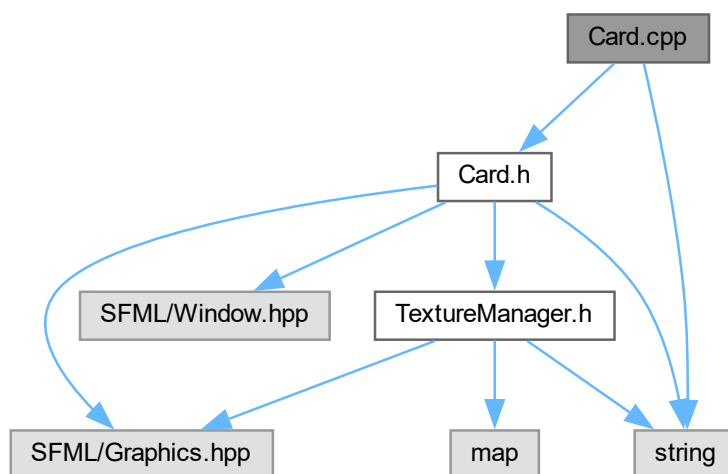 Card.cpp
Card.h
SFML/Window.hpp
TextureManager.h
SFML/Graphics.hpp
map
string